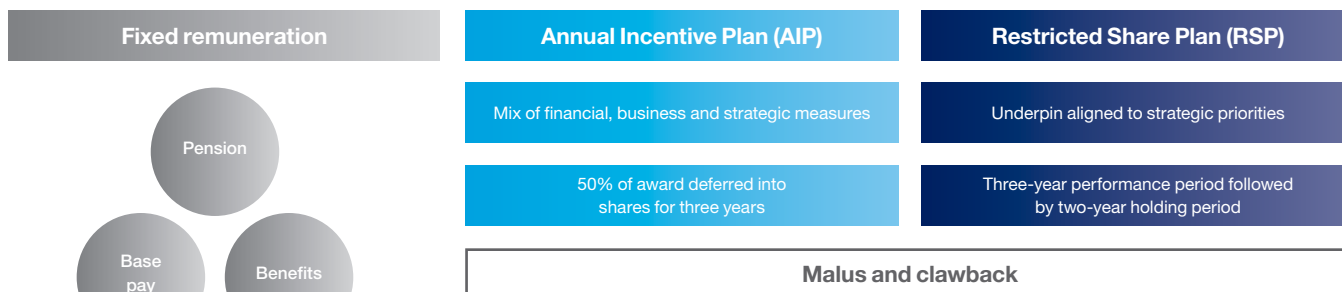 Fixed remuneration
Pension
Base
pay
Benefits
Annual Incentive Plan (AIP)
Mix of financial, business and strategic measures
50% of award deferred into
shares for three years
Restricted Share Plan (RSP)
Underpin aligned to strategic priorities
Three-year performance period followed
by two-year holding period
Malus and clawback